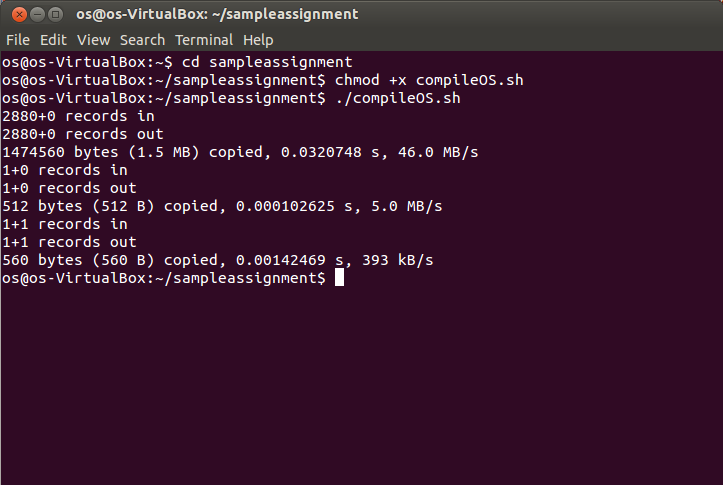 os@os-VirtualBox: ~/sampleassignment
File Edit View Search Terminal Help
os@os-VirtualBox:~$ cd sampleassignment
os@os-VirtualBox:~/sampleassignment$ chmod +x compileOS.sh
os@os-VirtualBox:~/sampleassignment$ ./compileOS.sh
2880+0 records in
2880+0 records out
1474560 bytes (1.5 MB) copied, 0.0320748 s, 46.0 MB/s
1+0 records in
1+0 records out
512 bytes (512 B) copied, 0.000102625 s, 5.0 MB/s
1+1 records in
1+1 records out
560 bytes (560 B) copied, 0.00142469 s, 393 kB/s
os@os-VirtualBox:~/sampleassignment$